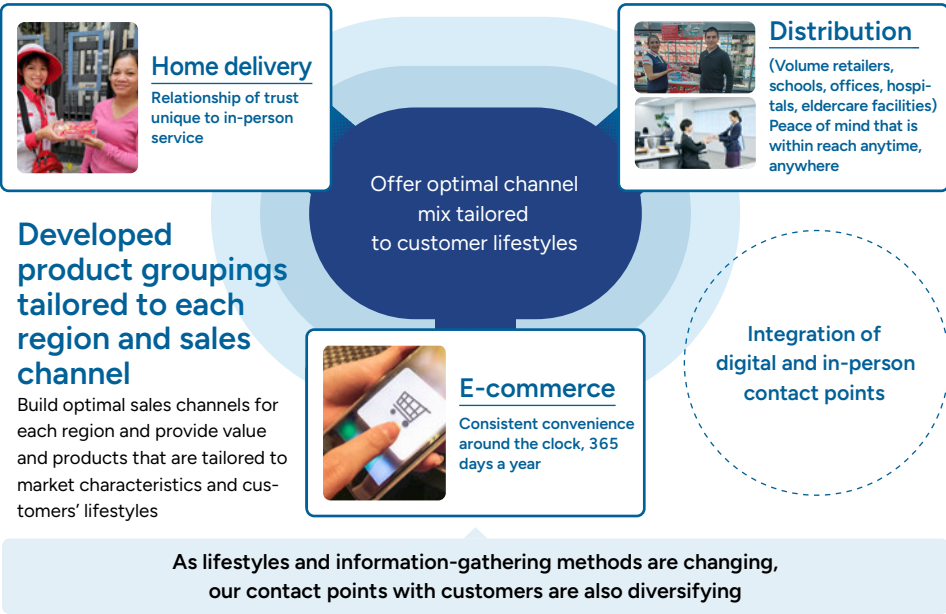 Home delivery
Relationship of trust
unique to in-person
service
Distribution
(Volume retailers,
schools, offices, hospi-
tals, eldercare facilities)
Peace of mind that is
within reach anytime,
anywhere
Offer optimal channel
mix tailored
to customer lifestyles
Developed
product groupings
tailored to each
region and sales
channel
Build optimal sales channels for
each region and provide value
and products that are tailored to
market characteristics and cus-
tomers’ lifestyles
E-commerce
Consistent convenience
around the clock, 365
days a year
Integration of
digital and in-person
contact points
As lifestyles and information-gathering methods are changing,
our contact points with customers are also diversifying